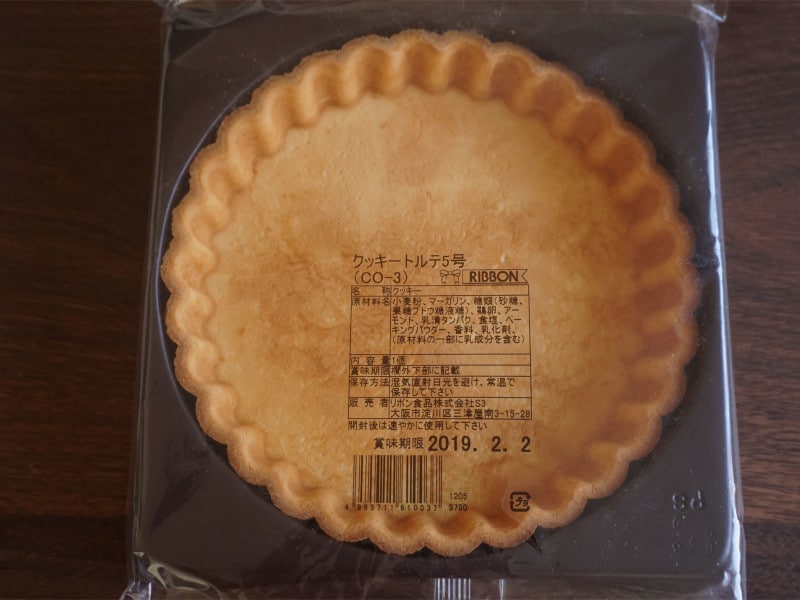 クッキートルテ5号
(CO-3) RIBBON
名 称 クッキー
原材料名 小麦粉、マーガリン、糖類(砂糖、
果糖ブドウ糖液糖)、鶏卵、アー
モンド、乳清タンパク、食塩、ベー
キングパウダー、香料、乳化剤、
(原材料の一部に乳成分を含む)
内容量 1個
賞味期限 欄外下部に記載
保存方法 湿気直射日光を避け、常温で
保存して下さい
販売者 リボン食品株式会社S3
大阪市淀川区三津屋南3-15-28
開封後は速やかに使用して下さい
賞味期限 2019. 2. 2
1205
4 985711 610037 9790
プラ